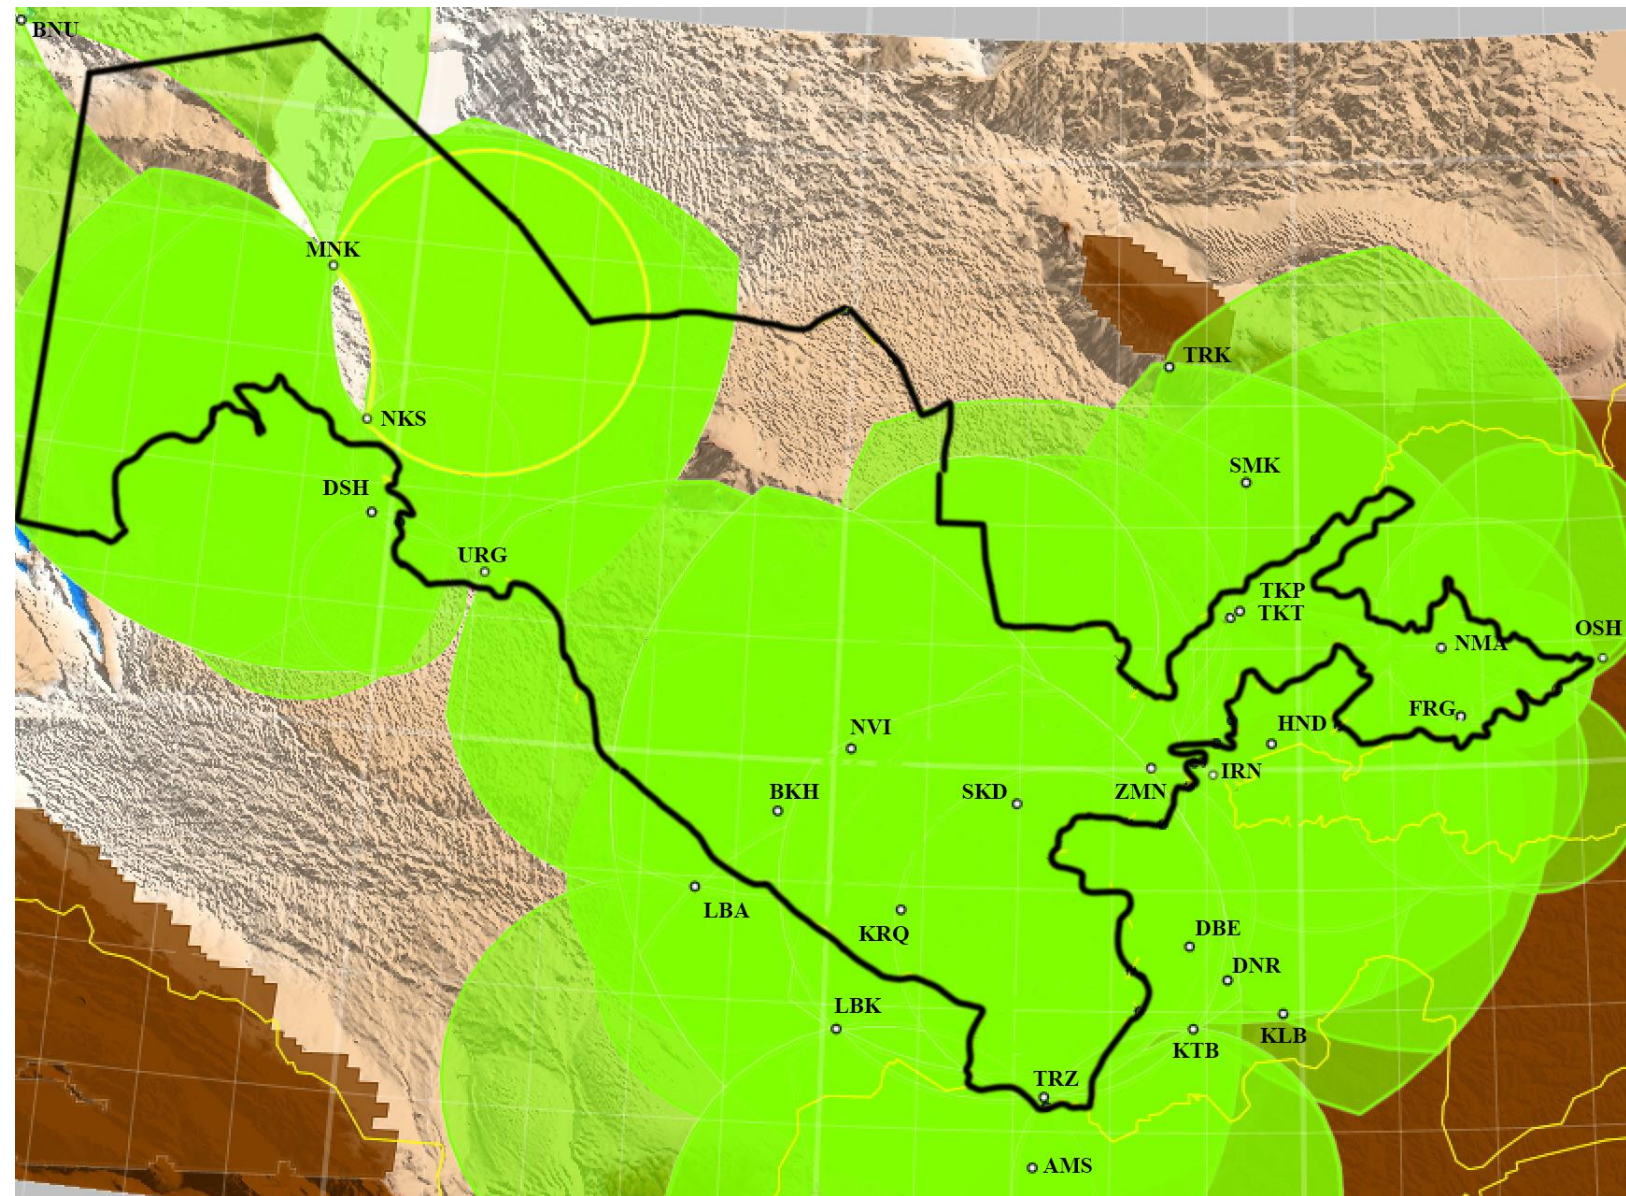 BNU
MNK
TRK
NKS
SMK
DSH
URG
TKP
TKT
OSH
NMA
FRG
HND
NVI
IRN
BKH
SKD
ZMN
LBA
KRQ
DBE
DNR
LBK
KLB
KTB
TRZ
AMS